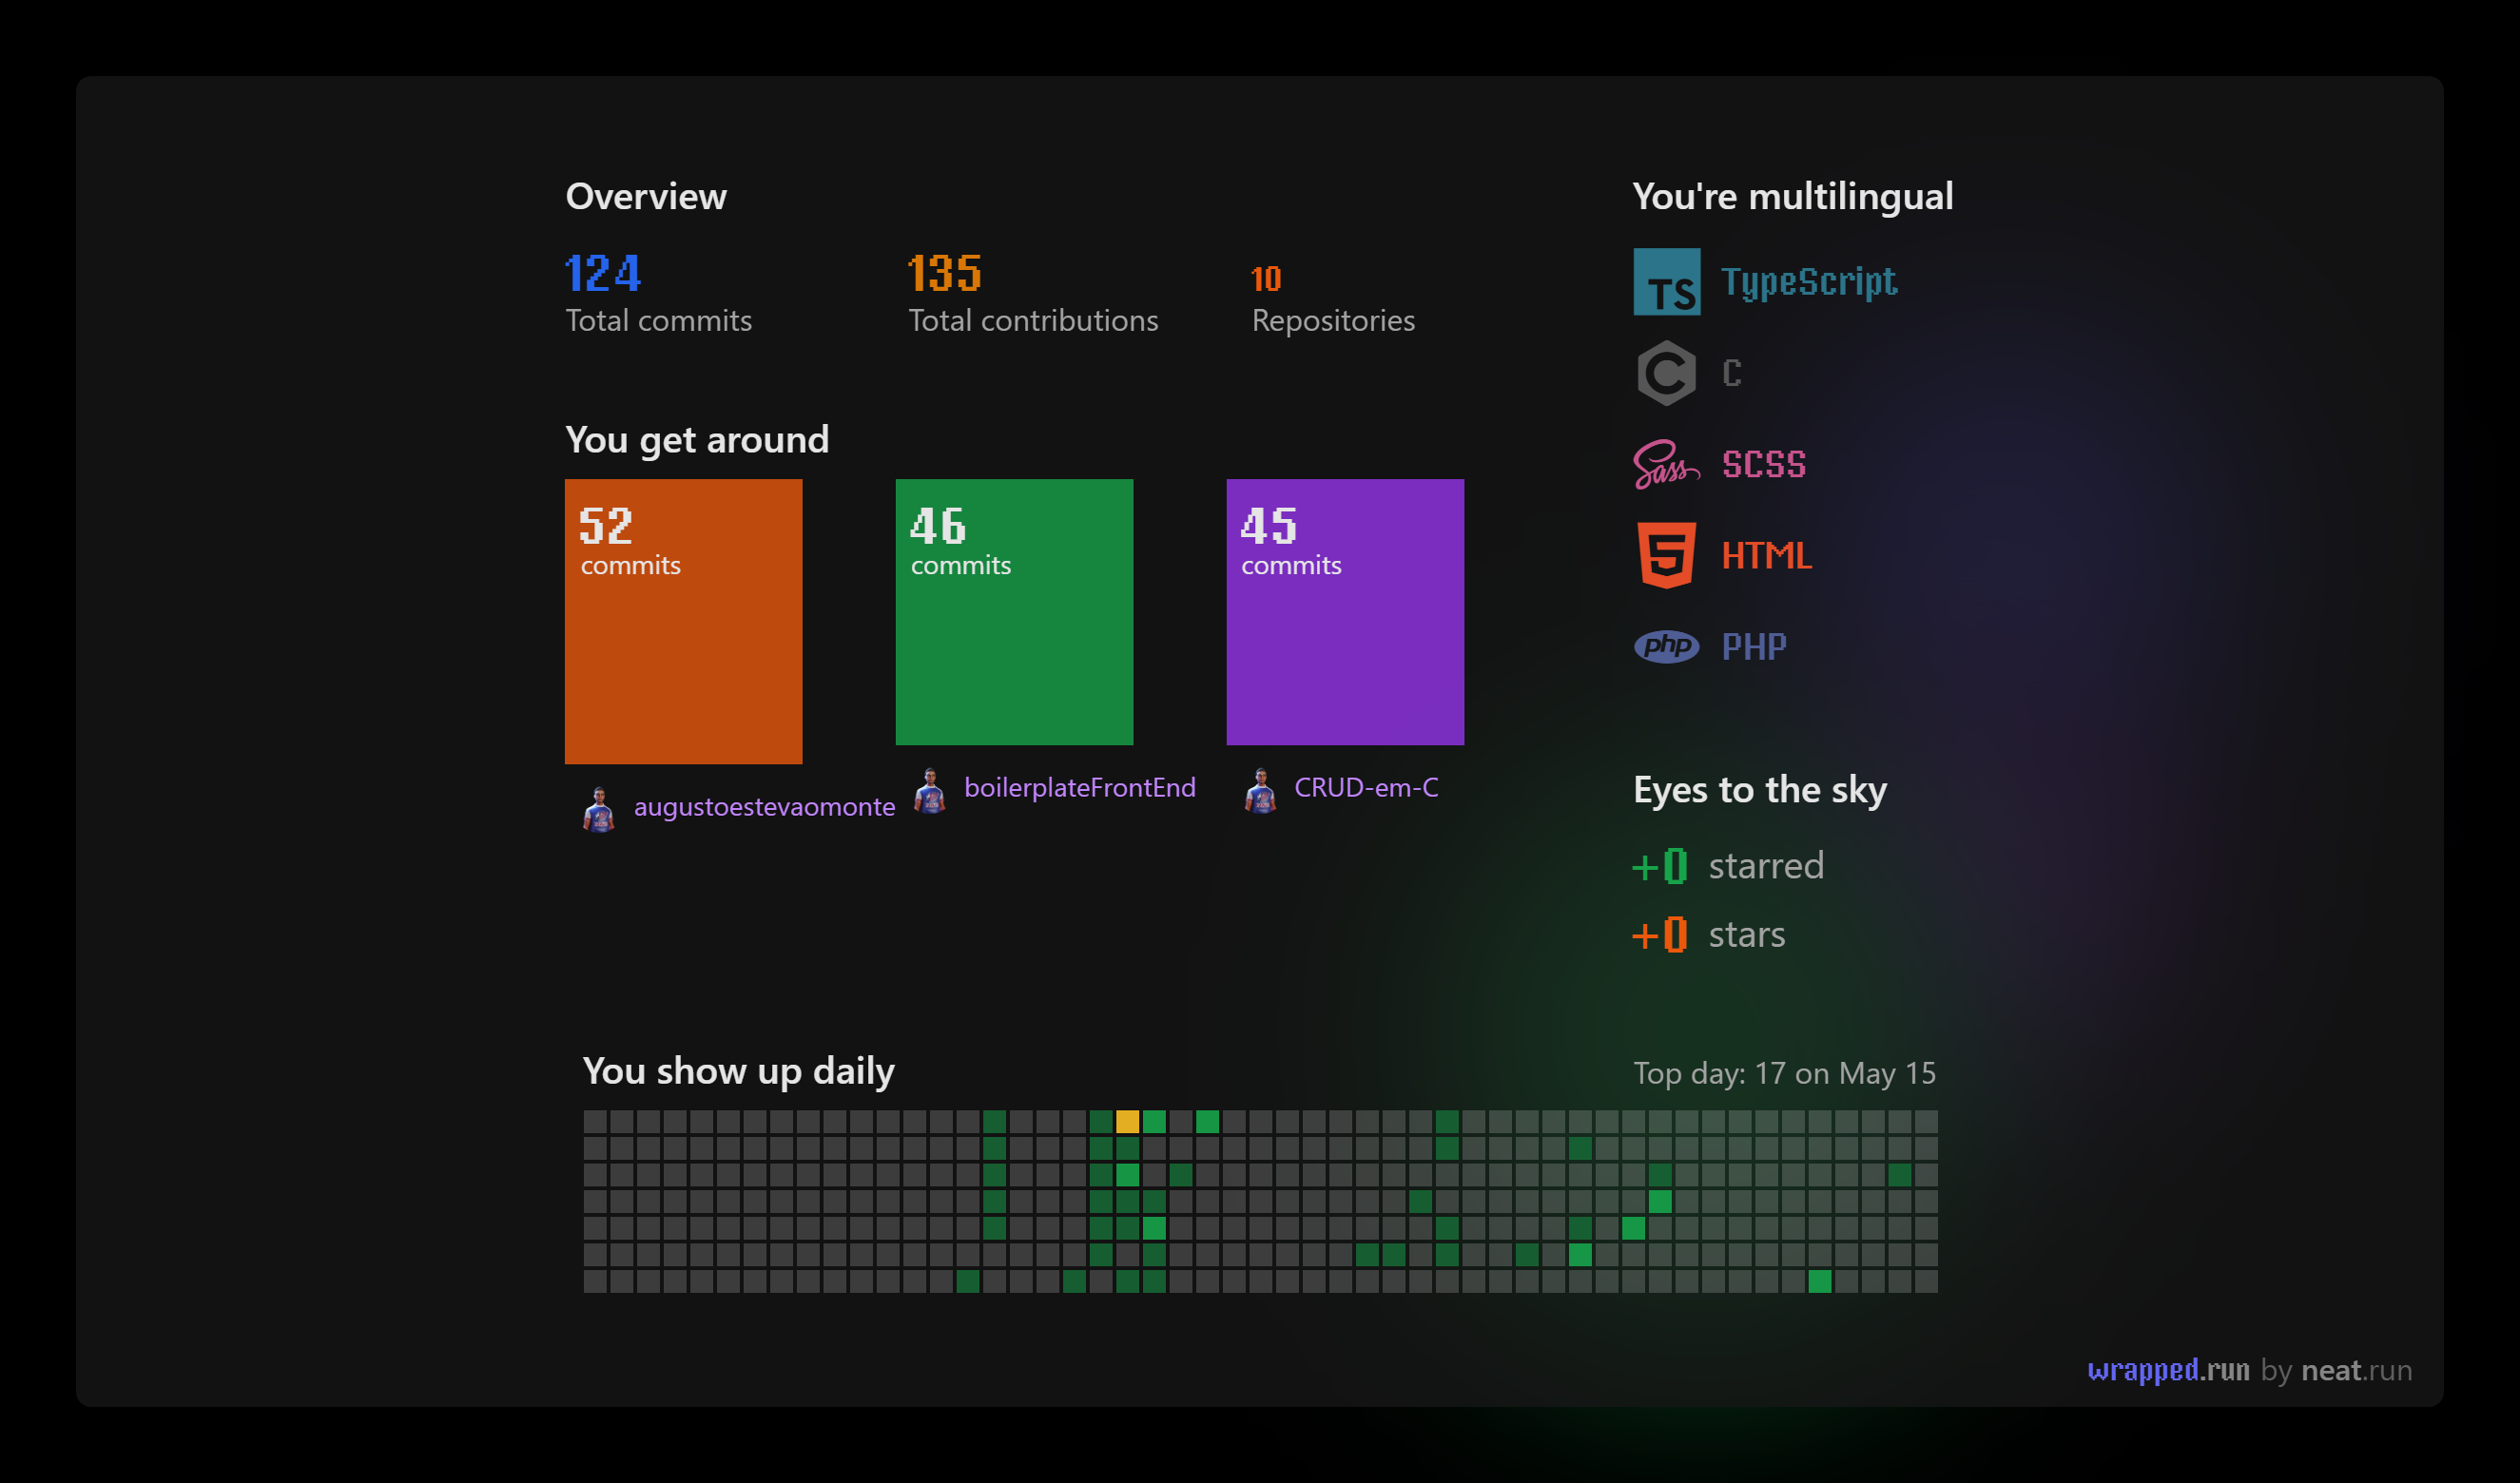 Overview
124
Total commits
135
Total contributions
10
Repositories
You get around
52
commits
augustoestevaomonte
46
commits
boilerplateFrontEnd
45
commits
CRUD-em-C
You're multilingual
TS TypeScript
C C
Sass SCSS
5 HTML
php PHP
Eyes to the sky
+0 starred
+0 stars
You show up daily
Top day: 17 on May 15
wrapped.run by neat.run